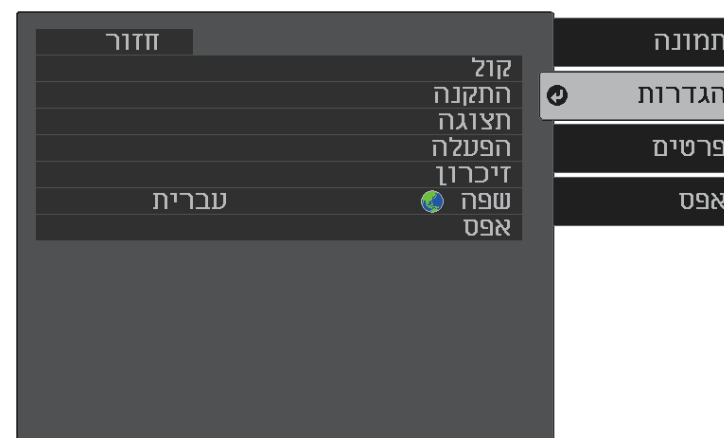 תמונה
הגדרות
פרטים
אפס
חזור
קול
התקנה
תצוגה
הפעלה
זיכרון
שפה עברית
אפס